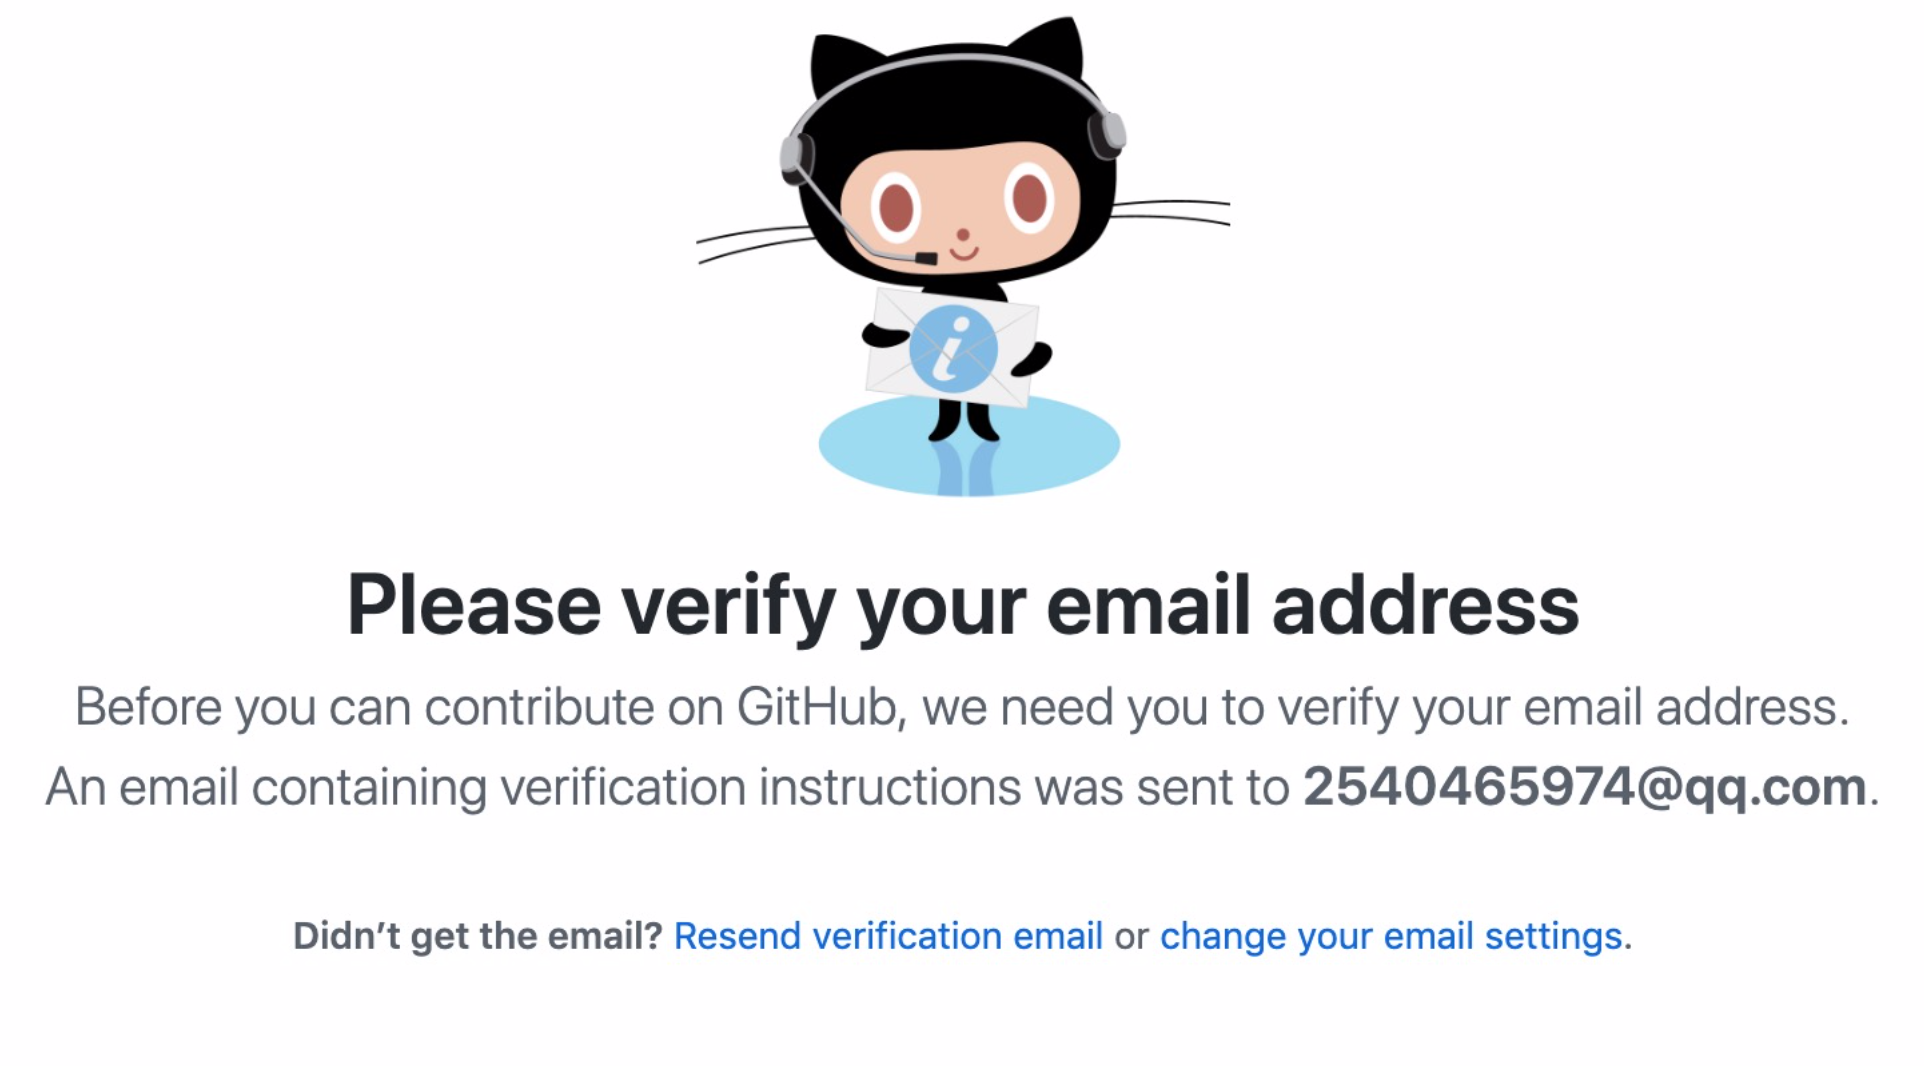 Please verify your email address
Before you can contribute on GitHub, we need you to verify your email address.
An email containing verification instructions was sent to 2540465974@qq.com.
Didn’t get the email? Resend verification email or change your email settings.